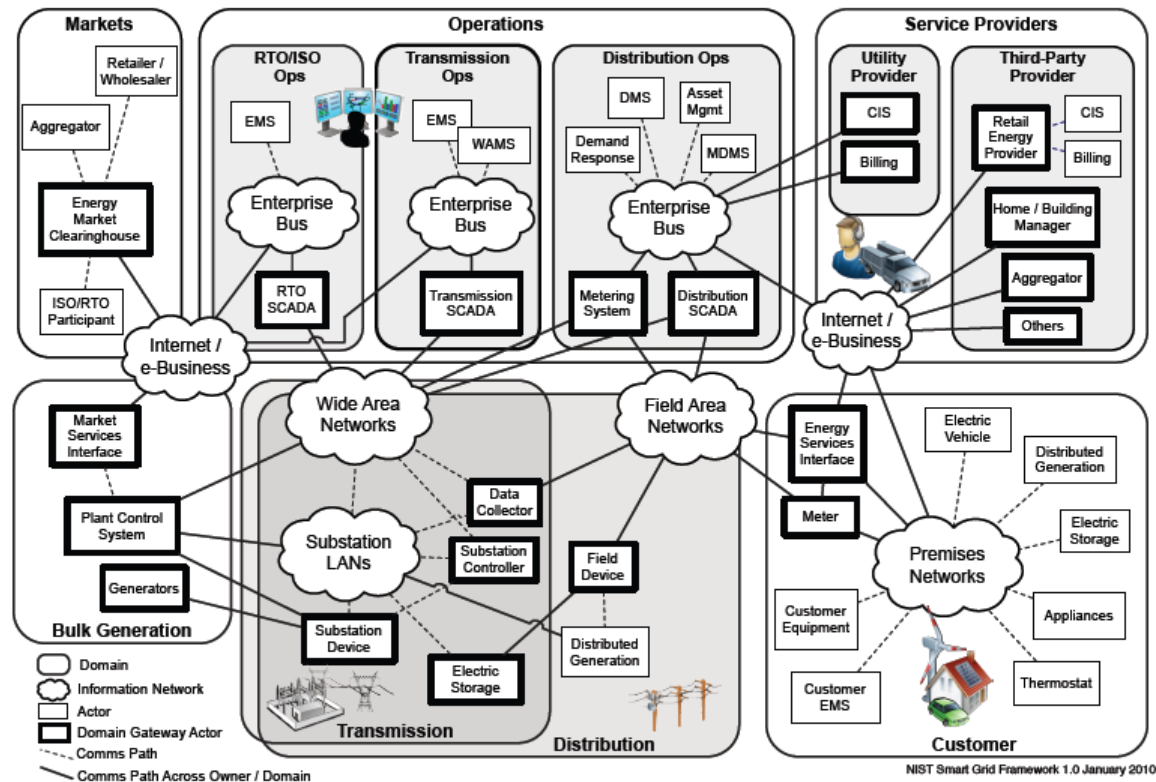 Markets
Retailer /
Wholesaler
Aggregator
Energy
Market
Clearinghouse
ISO/RTO
Participant
Operations
RTO/ISO
Ops
EMS
Enterprise
Bus
RTO
SCADA
Transmission
Ops
EMS
WAMS
Enterprise
Bus
Transmission
SCADA
Distribution Ops
DMS
Asset
Mgmt
Demand
Response
MDMS
Enterprise
Bus
Metering
System
Distribution
SCADA
Service Providers
Utility
Provider
CIS
Billing
Third-Party
Provider
Retail
Energy
Provider
CIS
Billing
Home / Building
Manager
Aggregator
Others
Internet /
e-Business
Internet /
e-Business
Market
Services
Interface
Plant Control
System
Generators
Bulk Generation
Wide Area
Networks
Field Area
Networks
Data
Collector
Substation
LANs
Substation
Controller
Field
Device
Substation
Device
Electric
Storage
Distributed
Generation
Transmission
Distribution
Energy
Services
Interface
Meter
Electric
Vehicle
Distributed
Generation
Electric
Storage
Premises
Networks
Appliances
Customer
Equipment
Customer
EMS
Thermostat
Customer
Domain
Information Network
Actor
Domain Gateway Actor
Comms Path
Comms Path Across Owner / Domain
NIST Smart Grid Framework 1.0 January 2010